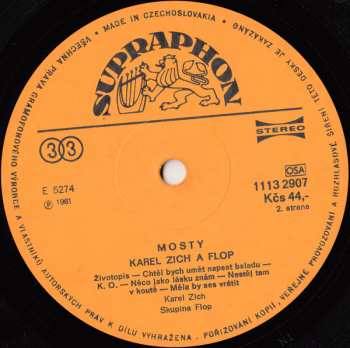 MADE IN CZECHOSLOVAKIA • VŠECHNA PRÁVA GRAMOFONOVÉHO VÝROBCE A VLASTNÍKŮ AUTORSKÝCH PRÁV K DÍLU VYHRAŽENA. POŘIZOVÁNÍ KOPIÍ, VEŘEJNÉ PROVOZOVÁNÍ A ROZHLASOVÉ ŠÍŘENÍ TÉTO DESKY JE ZAKÁZÁNO
SUPRAPHON
33
STEREO
E 5274
℗ 1981
OSA
1113 2907
Kčs 44,-
2. strana
MOSTY
KAREL ZICH A FLOP
Životopis — Chtěl bych umět napsat baladu —
K. O. — Něco jako lásku znám — Nestůj tam
v koutě — Měla by ses vrátit
Karel Zich
Skupina Flop